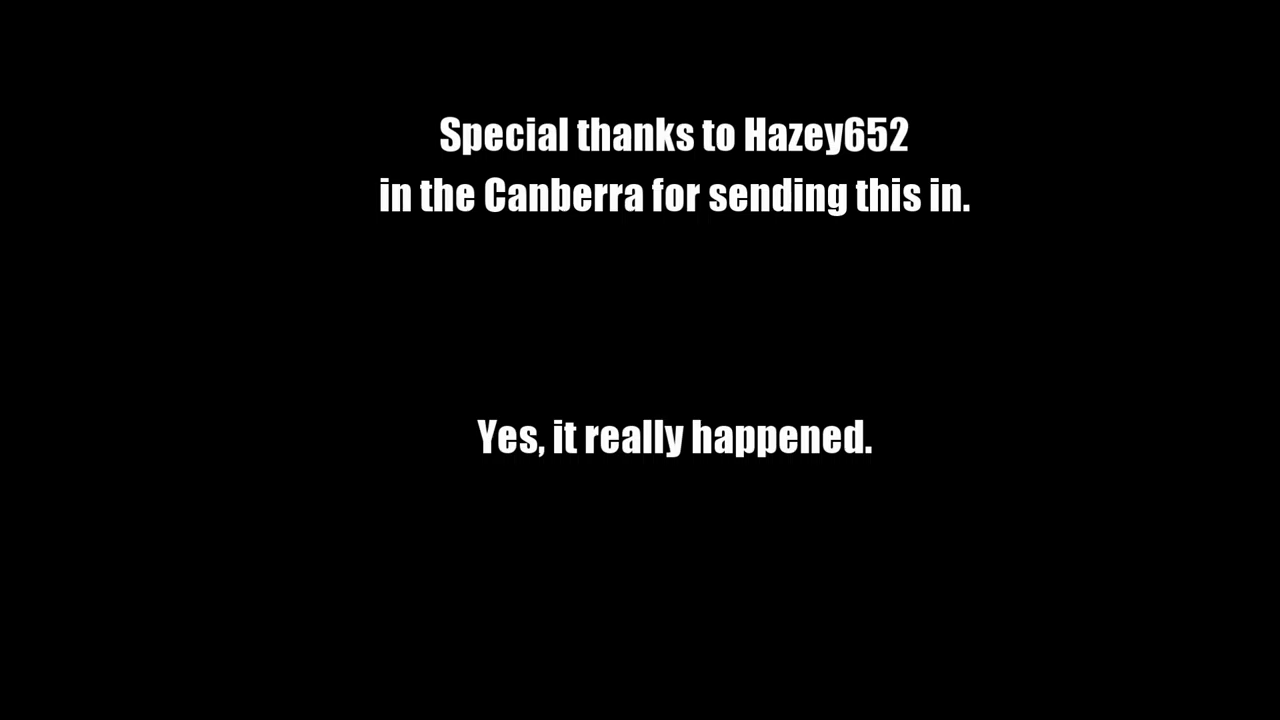 Special thanks to Hazey652
in the Canberra for sending this in.
Yes, it really happened.